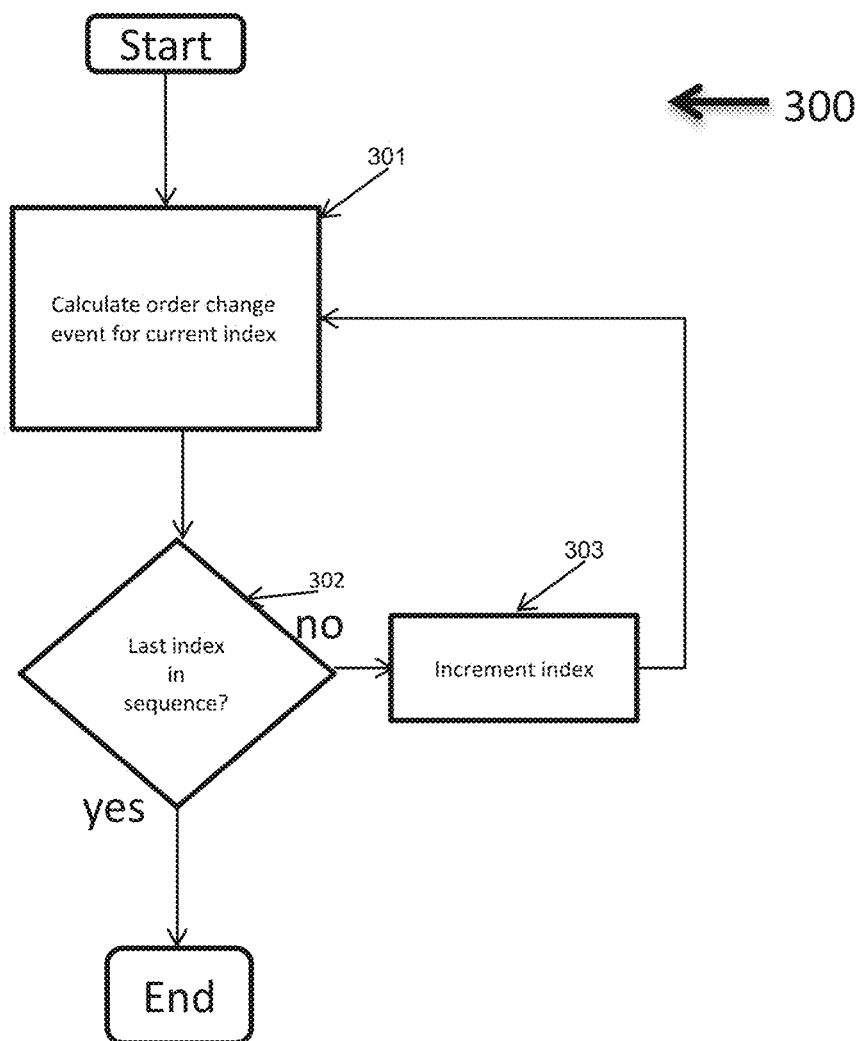 Start
300
301
Calculate order change
event for current index
302
303
no
Last index
in
sequence?
Increment index
yes
End